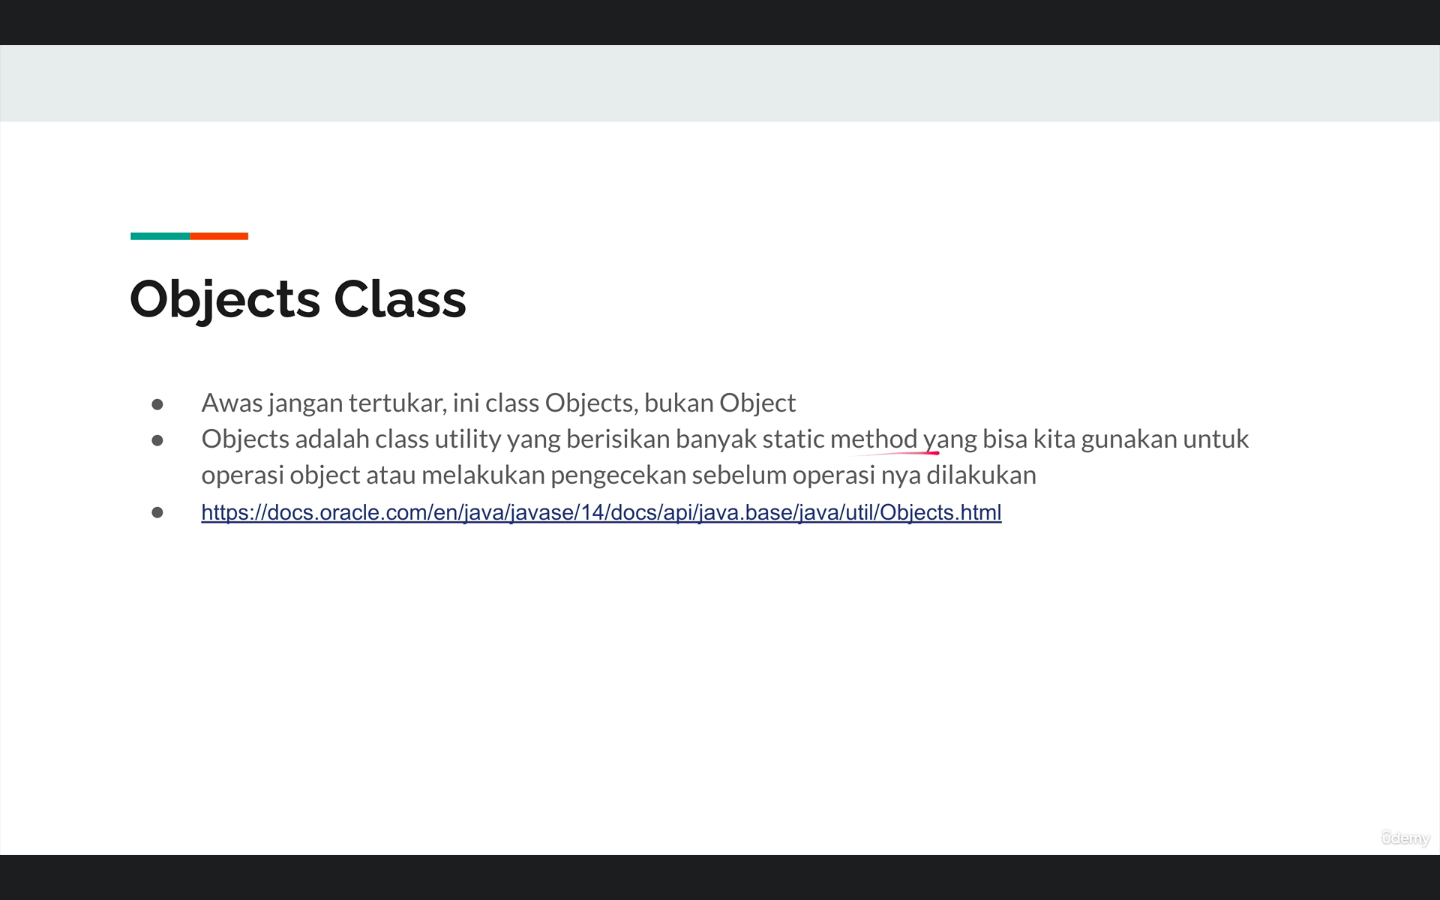 Objects Class
● Awas jangan tertukar, ini class Objects, bukan Object
● Objects adalah class utility yang berisikan banyak static method yang bisa kita gunakan untuk
operasi object atau melakukan pengecekan sebelum operasi nya dilakukan
● https://docs.oracle.com/en/java/javase/14/docs/api/java.base/java/util/Objects.html
ûdemy